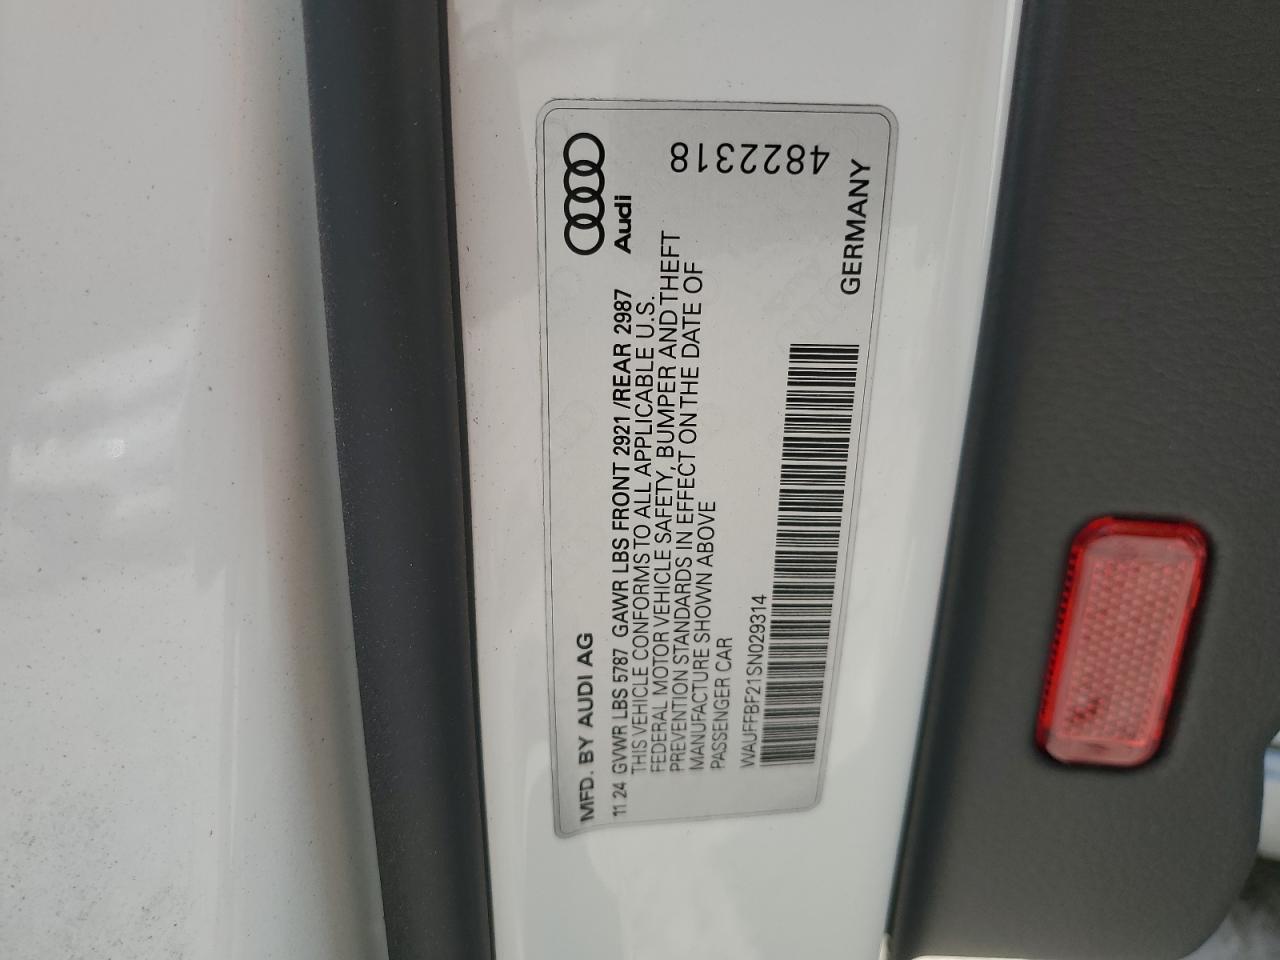 MFD. BY AUDI AG
Audi
11 24 GVWR LBS 5787 GAWR LBS FRONT 2921 /REAR 2987
THIS VEHICLE CONFORMS TO ALL APPLICABLE U.S.
FEDERAL MOTOR VEHICLE SAFETY, BUMPER AND THEFT
PREVENTION STANDARDS IN EFFECT ON THE DATE OF
MANUFACTURE SHOWN ABOVE
PASSENGER CAR
WAUFFBF21SN029314
GERMANY
4822318